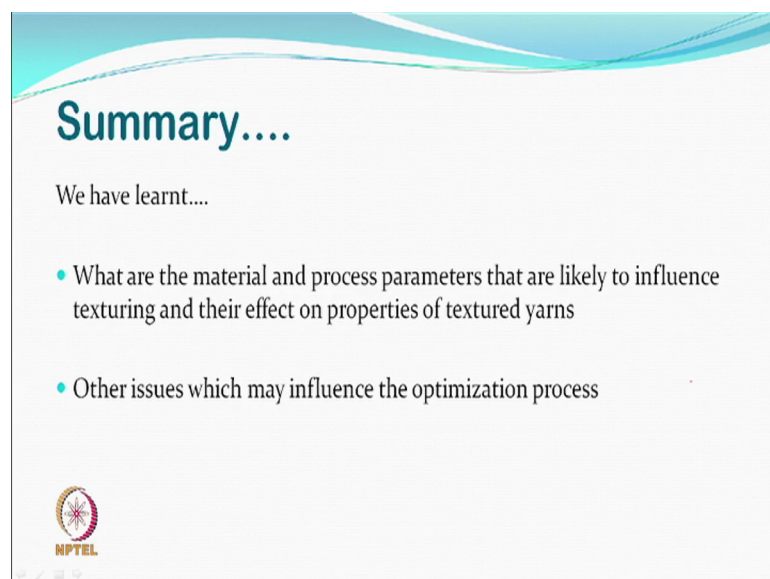 Summary....
We have learnt....
What are the material and process parameters that are likely to influence
texturing and their effect on properties of textured yarns
Other issues which may influence the optimization process
NPTEL